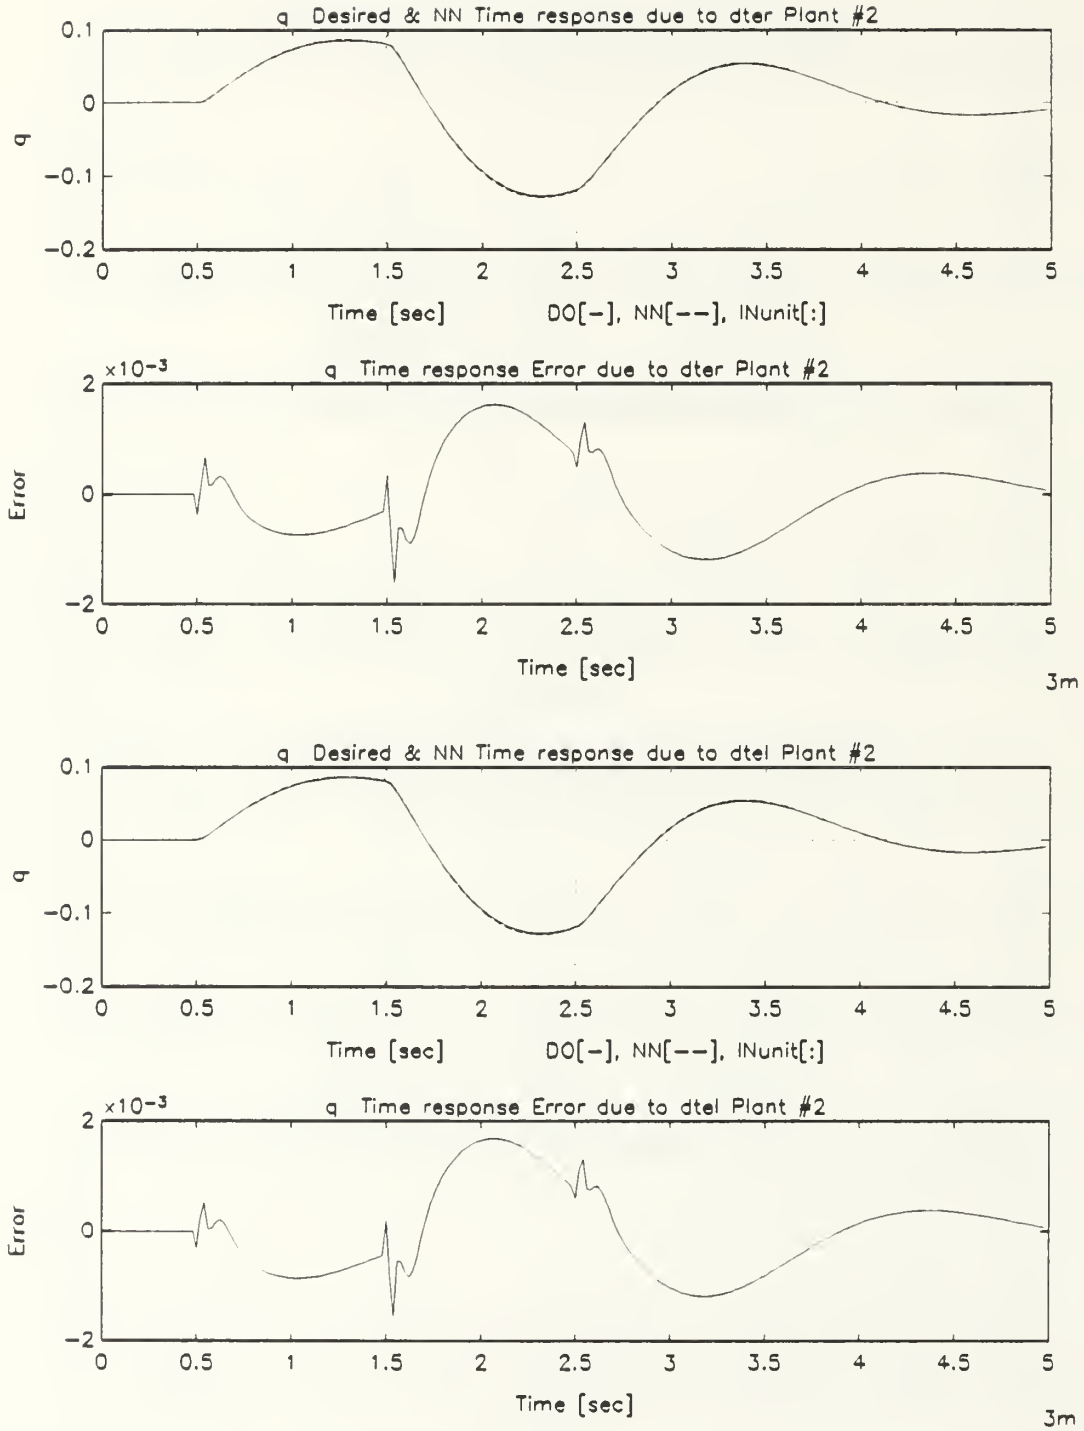 q Desired & NN Time response due to dter Plant #2
0.1
0
-0.1
-0.2
q
0 0.5 1 1.5 2 2.5 3 3.5 4 4.5 5
Time [sec] DO[-], NN[--], INunit[:]
×10-3
q Time response Error due to dter Plant #2
2
0
-2
Error
0 0.5 1 1.5 2 2.5 3 3.5 4 4.5 5
Time [sec]
3m
q Desired & NN Time response due to dtel Plant #2
0.1
0
-0.1
-0.2
q
0 0.5 1 1.5 2 2.5 3 3.5 4 4.5 5
Time [sec] DO[-], NN[--], INunit[:]
×10-3
q Time response Error due to dtel Plant #2
2
0
-2
Error
0 0.5 1 1.5 2 2.5 3 3.5 4 4.5 5
Time [sec]
3m